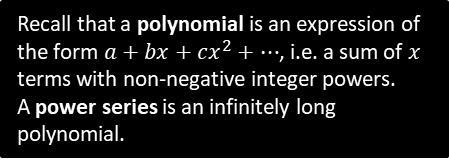 Recall that a polynomial is an expression of
the form a + bx + cx² + ⋯, i.e. a sum of x
terms with non-negative integer powers.
A power series is an infinitely long
polynomial.